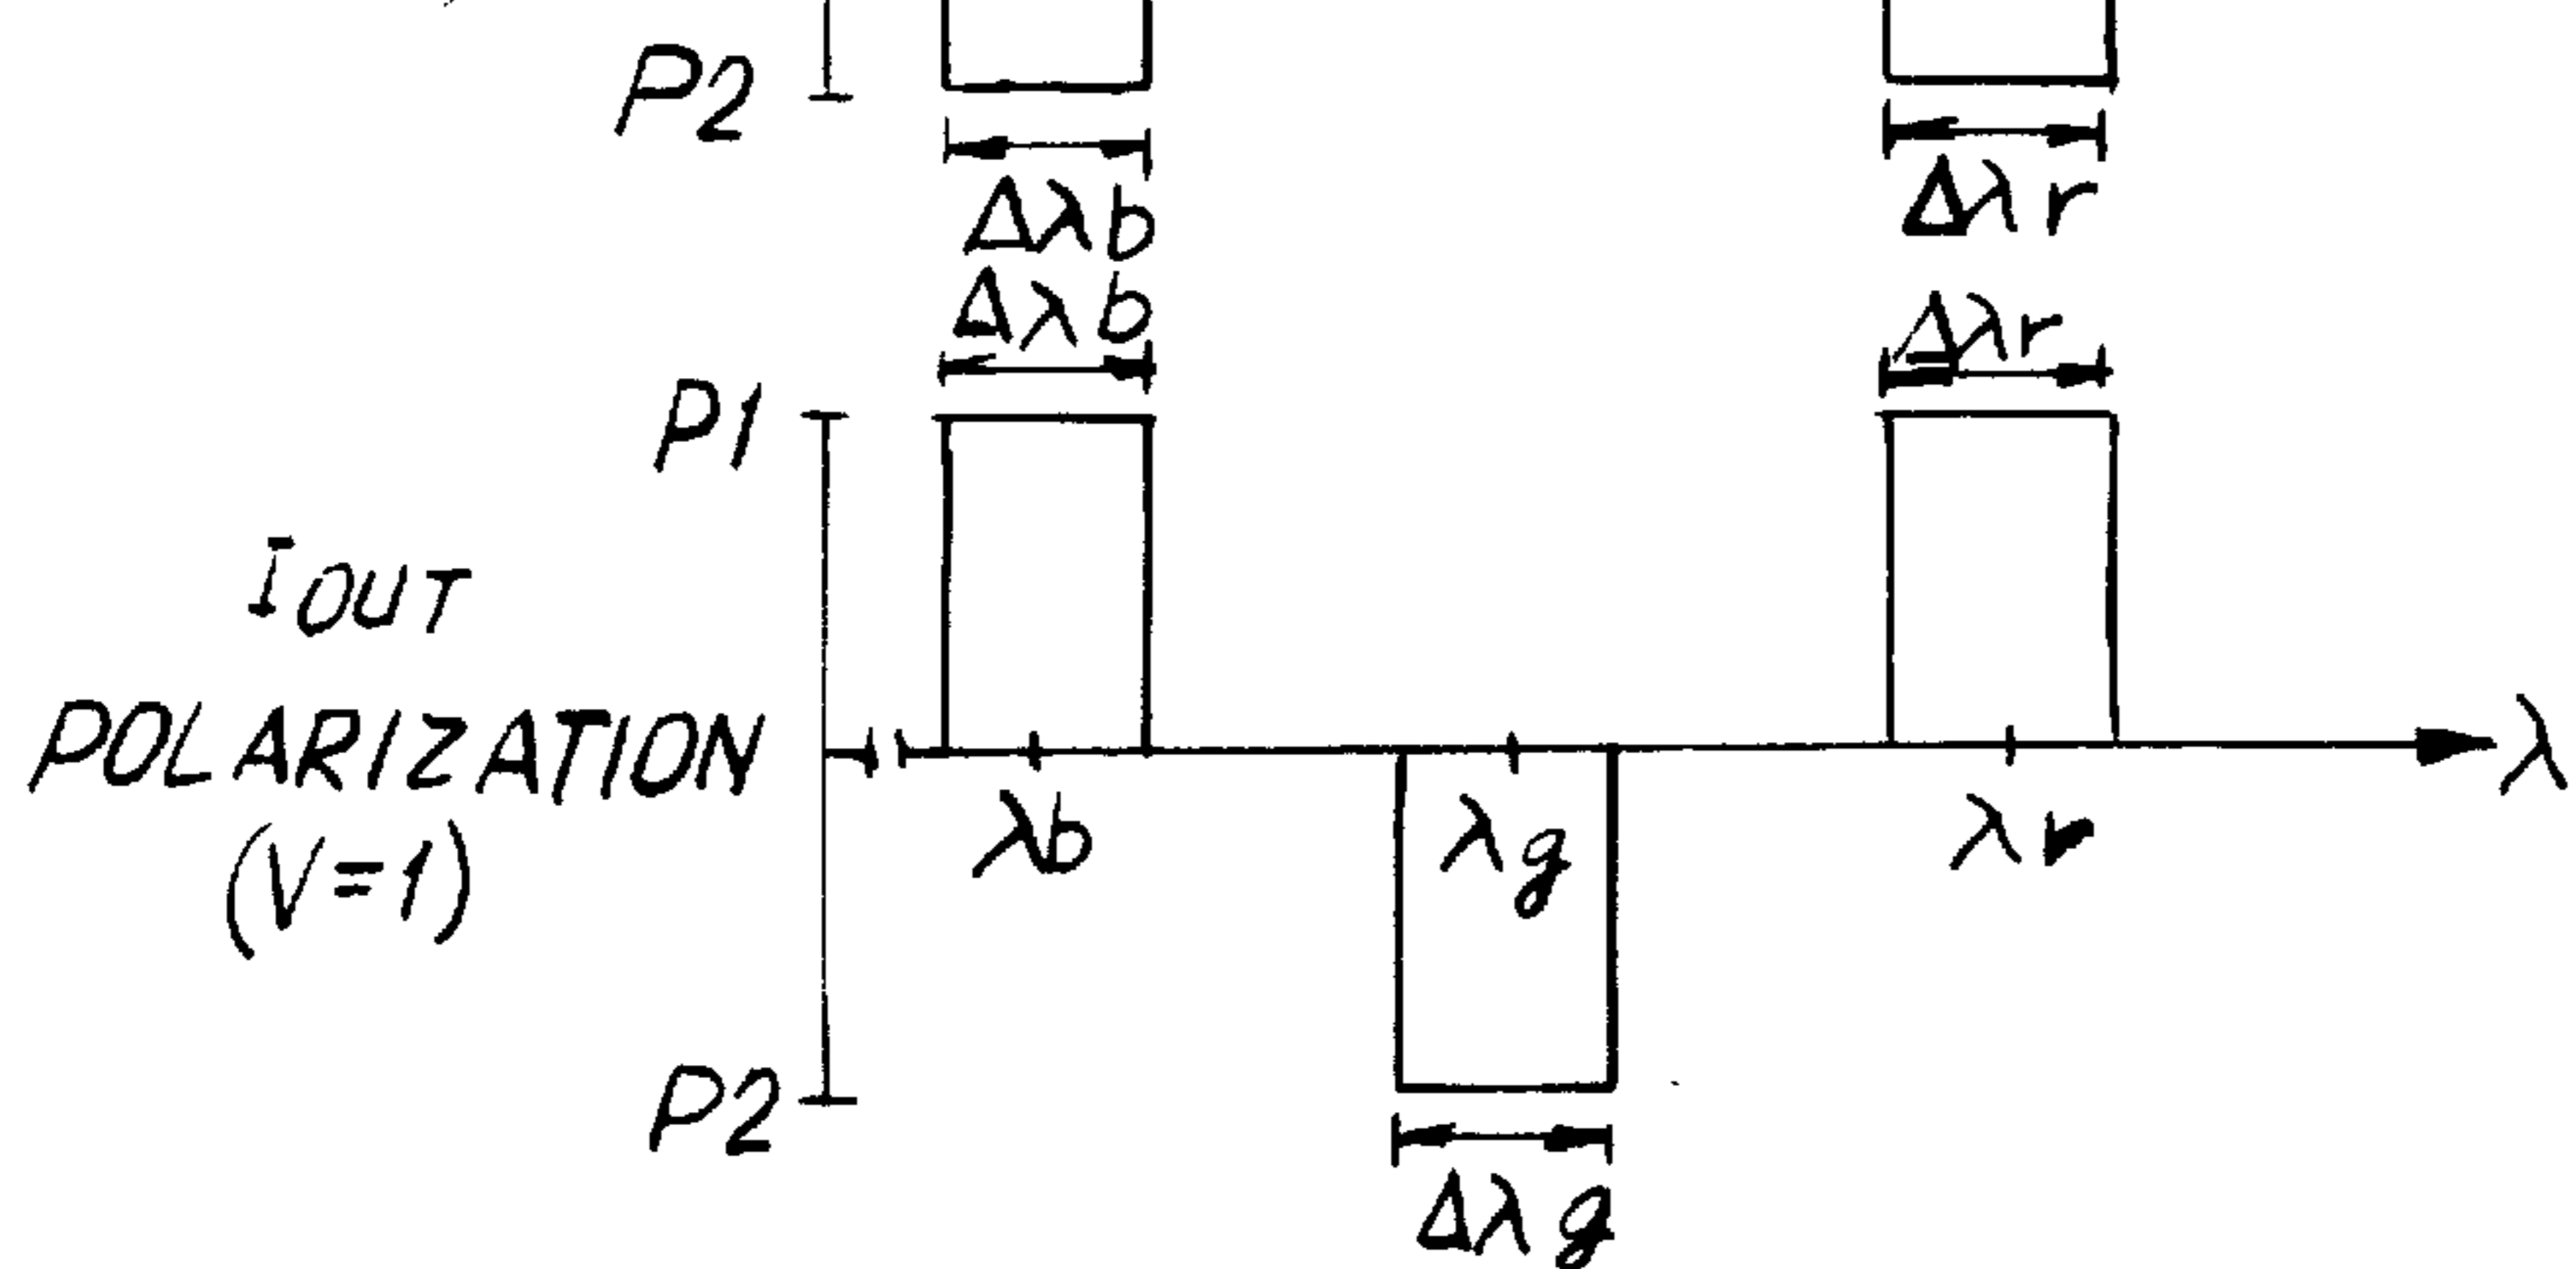 P2
Δλb Δλr
Δλb Δλr
P1
IOUT
POLARIZATION
(V=1)
λ
λb λg λr
P2
Δλg